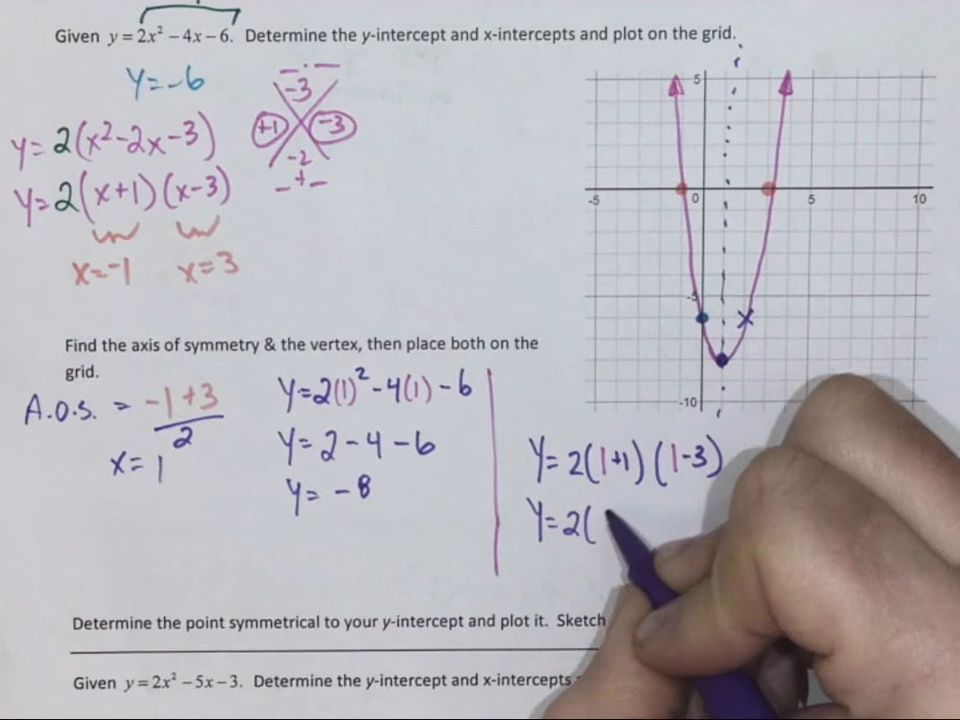 Given y = 2x² − 4x − 6. Determine the y-intercept and x-intercepts and plot on the grid.
y = -6
-3
+1 -3
-2
_ + _
y = 2(x² - 2x - 3)
y = 2(x+1)(x-3)
x = -1 x = 3
5
-5 0 5 10
-5
-10
Find the axis of symmetry & the vertex, then place both on the
grid.
A.O.S. = -1 + 3
2
x = 1
y = 2(1)² - 4(1) - 6
y = 2 - 4 - 6
y = -8
y = 2(1+1)(1-3)
y = 2(
Determine the point symmetrical to your y-intercept and plot it. Sketch
Given y = 2x² − 5x − 3. Determine the y-intercept and x-intercepts